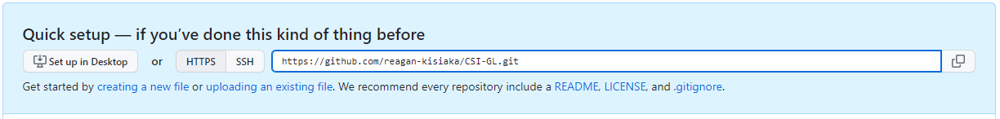 Quick setup — if you’ve done this kind of thing before
Set up in Desktop or HTTPS SSH https://github.com/reagan-kisiaka/CSI-GL.git
Get started by creating a new file or uploading an existing file. We recommend every repository include a README, LICENSE, and .gitignore.